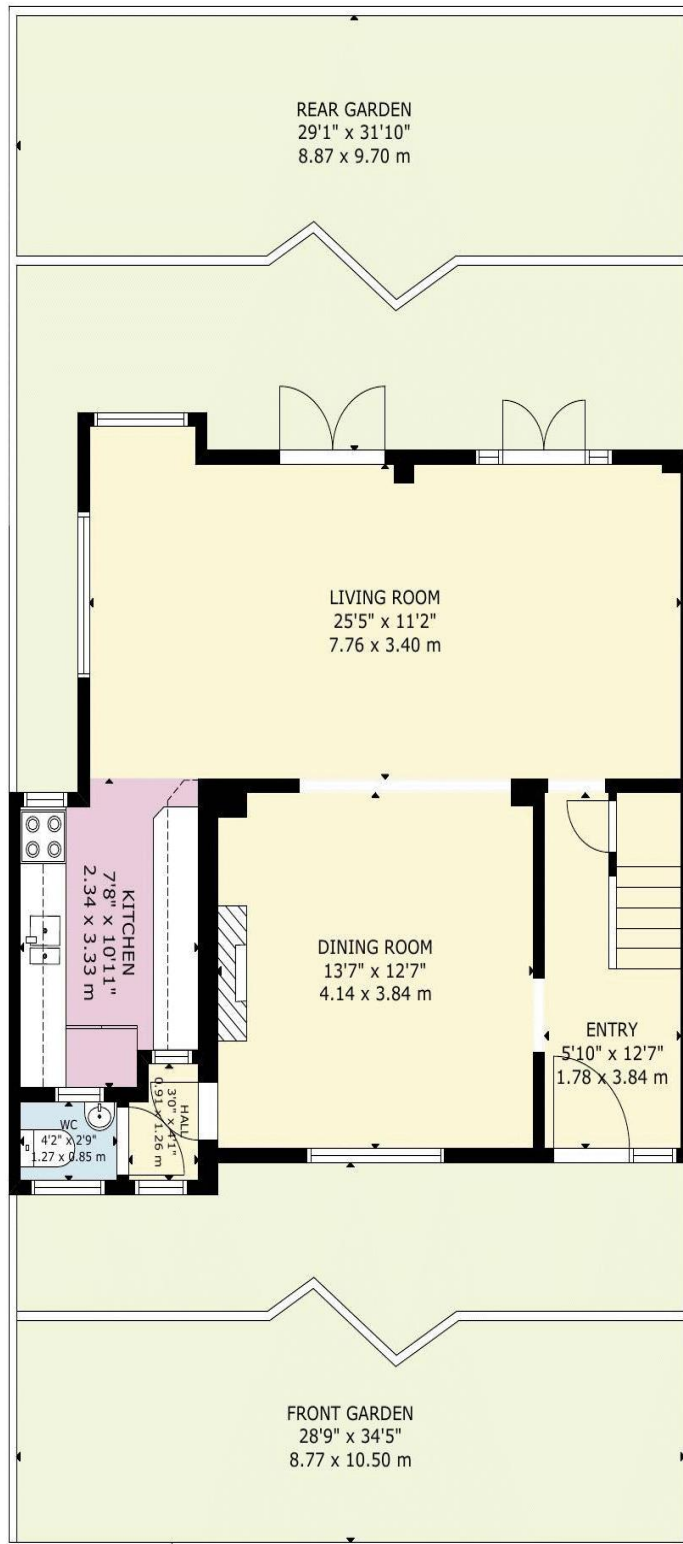 REAR GARDEN
29'1" x 31'10"
8.87 x 9.70 m
LIVING ROOM
25'5" x 11'2"
7.76 x 3.40 m
KITCHEN
7'8" x 10'11"
2.34 x 3.33 m
DINING ROOM
13'7" x 12'7"
4.14 x 3.84 m
ENTRY
5'10" x 12'7"
1.78 x 3.84 m
WC
4'2" x 2'9"
1.27 x 0.85 m
HALL
3'0" x 4'1"
0.91 x 1.26 m
FRONT GARDEN
28'9" x 34'5"
8.77 x 10.50 m